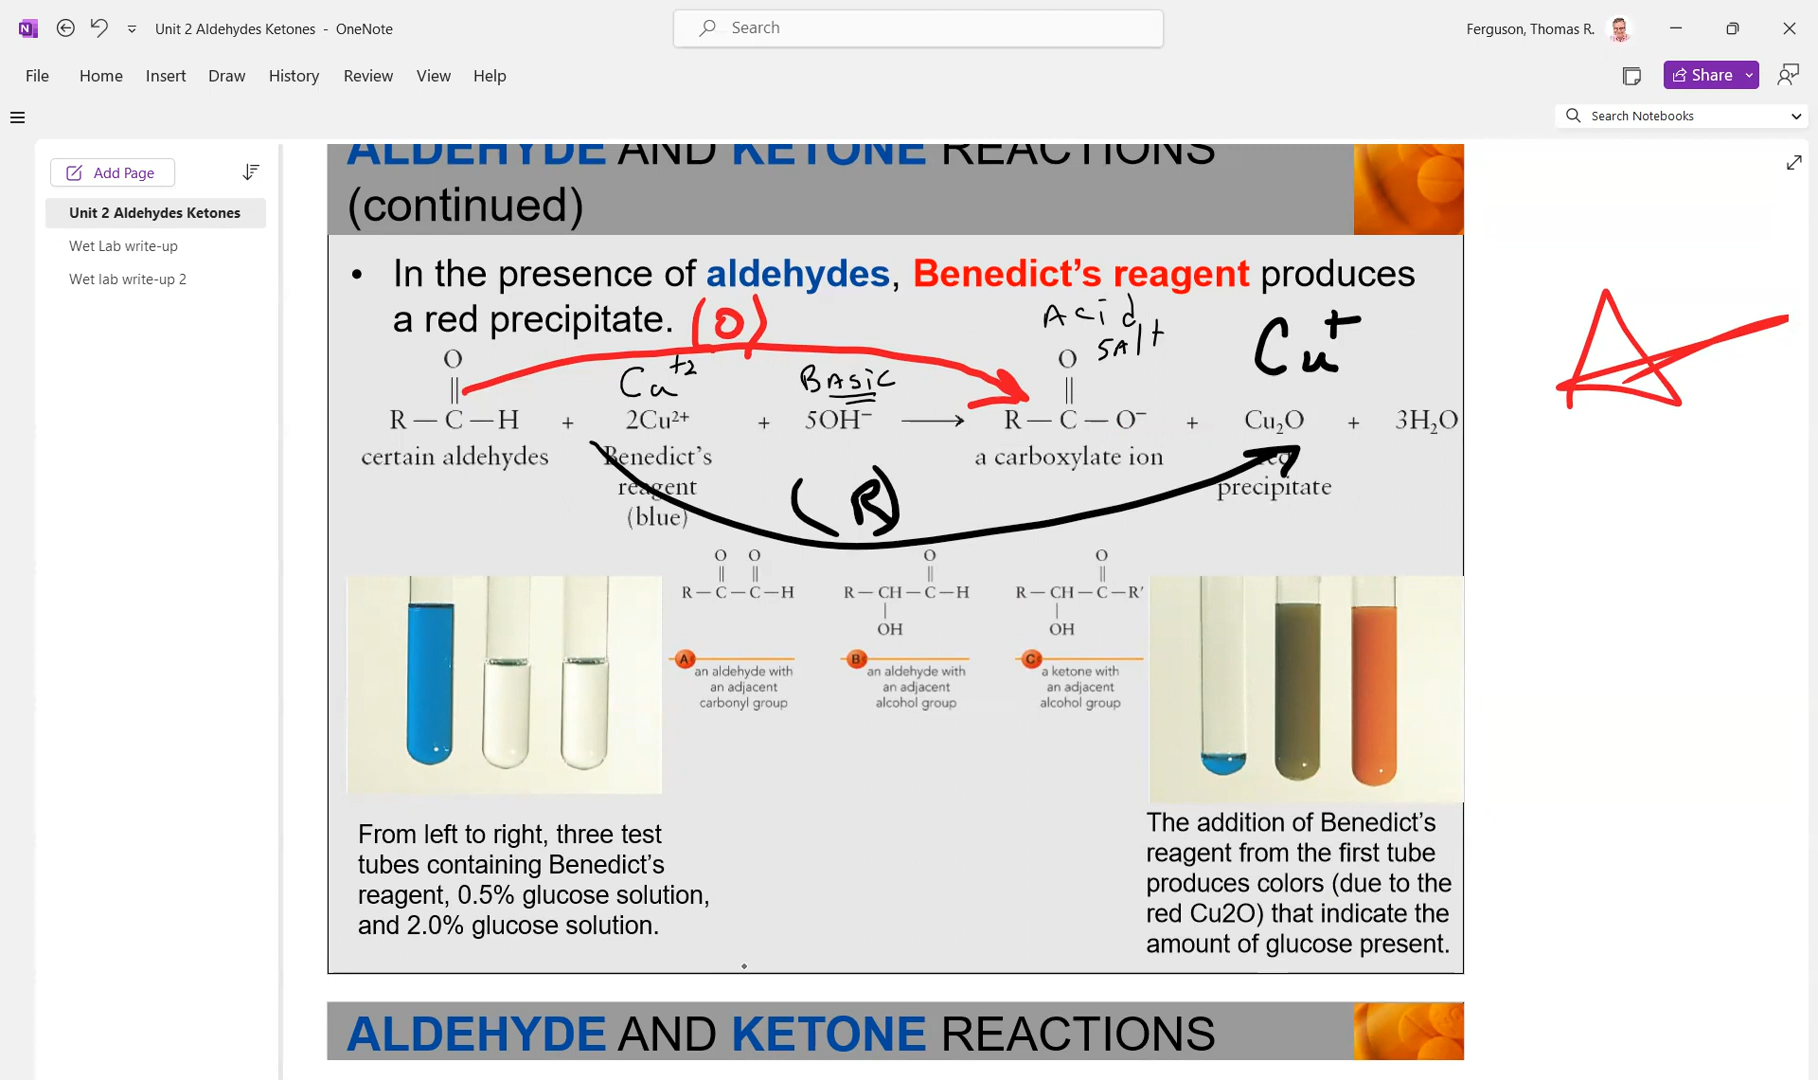 Unit 2 Aldehydes Ketones - OneNote
Search
Ferguson, Thomas R.
File Home Insert Draw History Review View Help
Share
Search Notebooks
Add Page
Unit 2 Aldehydes Ketones
Wet Lab write-up
Wet lab write-up 2
ALDEHYDE AND KETONE REACTIONS
(continued)
• In the presence of aldehydes, Benedict's reagent produces
a red precipitate. (O)
Acid
SAlt
Cu+
Cu+2
BASIC
O
O
R — C — H + 2Cu²⁺ + 5OH⁻ ⟶ R — C — O⁻ + Cu₂O + 3H₂O
certain aldehydes
Benedict's
reagent
(blue)
a carboxylate ion
red
precipitate
(R)
O O
R — C — C — H
A
an aldehyde with
an adjacent
carbonyl group
O
R — CH — C — H
OH
B
an aldehyde with
an adjacent
alcohol group
O
R — CH — C — R′
OH
C
a ketone with
an adjacent
alcohol group
From left to right, three test
tubes containing Benedict's
reagent, 0.5% glucose solution,
and 2.0% glucose solution.
The addition of Benedict's
reagent from the first tube
produces colors (due to the
red Cu2O) that indicate the
amount of glucose present.
ALDEHYDE AND KETONE REACTIONS